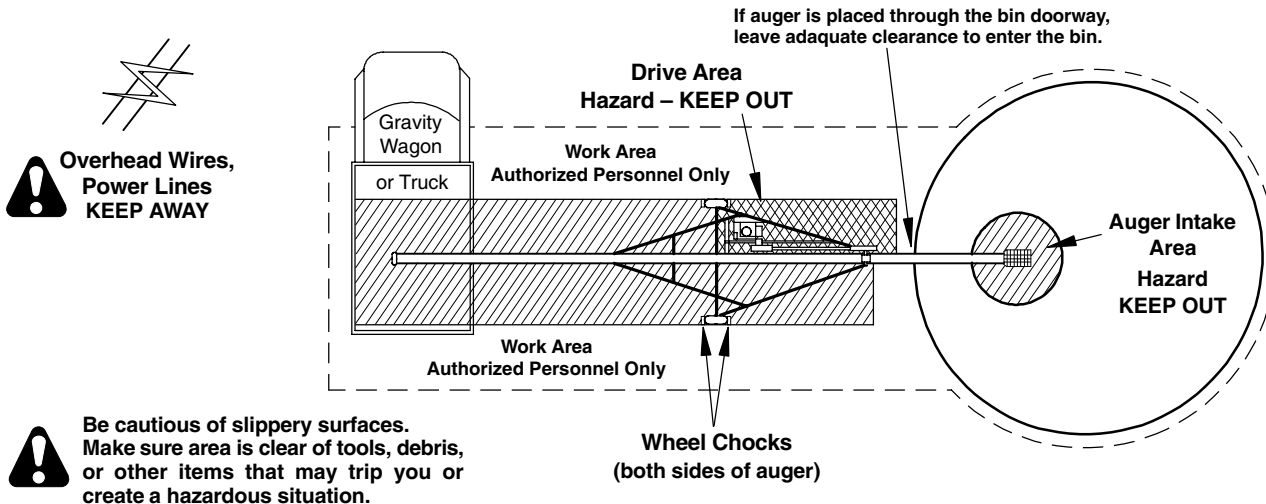 If auger is placed through the bin doorway,
leave adaquate clearance to enter the bin.
Drive Area
Hazard – KEEP OUT
Gravity
Wagon
or Truck
Work Area
Authorized Personnel Only
Overhead Wires,
Power Lines
KEEP AWAY
Auger Intake
Area
Hazard
KEEP OUT
Work Area
Authorized Personnel Only
Wheel Chocks
(both sides of auger)
Be cautious of slippery surfaces.
Make sure area is clear of tools, debris,
or other items that may trip you or
create a hazardous situation.